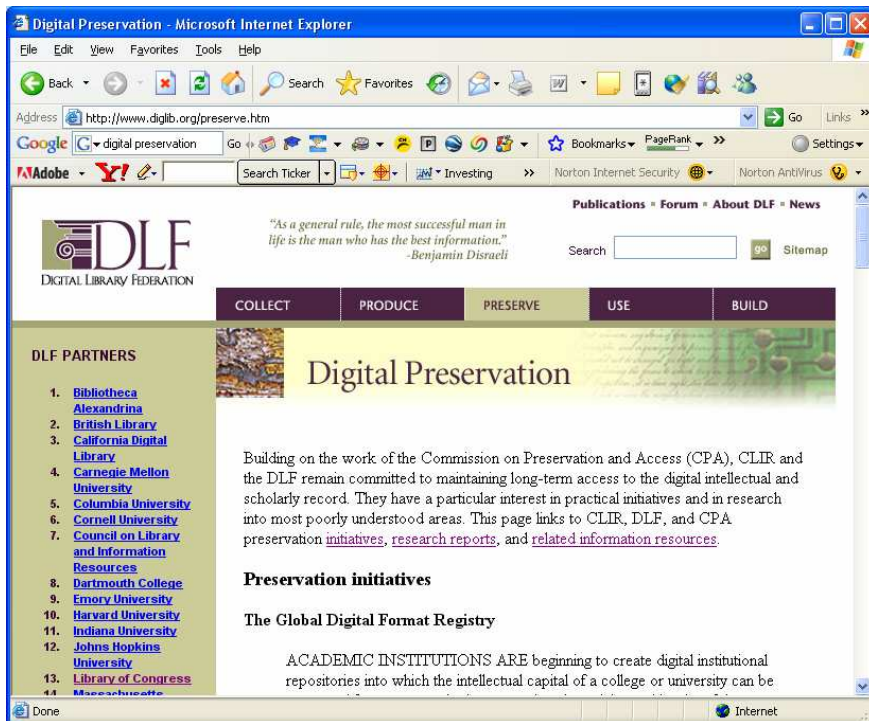 Digital Preservation - Microsoft Internet Explorer
File Edit View Favorites Tools Help
Back Search Favorites
Address http://www.diglib.org/preserve.htm Go Links »
Google G digital preservation Go Bookmarks PageRank » Settings
Adobe Y! Search Ticker Investing » Norton Internet Security Norton AntiVirus
Publications Forum About DLF News
"As a general rule, the most successful man in
life is the man who has the best information."
-Benjamin Disraeli
Search go Sitemap
DLF
DIGITAL LIBRARY FEDERATION
COLLECT PRODUCE PRESERVE USE BUILD
DLF PARTNERS
1. Bibliotheca
Alexandrina
2. British Library
3. California Digital
Library
4. Carnegie Mellon
University
5. Columbia University
6. Cornell University
7. Council on Library
and Information
Resources
8. Dartmouth College
9. Emory University
10. Harvard University
11. Indiana University
12. Johns Hopkins
University
13. Library of Congress
14. Massachusetts
Digital Preservation
Building on the work of the Commission on Preservation and Access (CPA), CLIR and
the DLF remain committed to maintaining long-term access to the digital intellectual and
scholarly record. They have a particular interest in practical initiatives and in research
into most poorly understood areas. This page links to CLIR, DLF, and CPA
preservation initiatives, research reports, and related information resources.
Preservation initiatives
The Global Digital Format Registry
ACADEMIC INSTITUTIONS ARE beginning to create digital institutional
repositories into which the intellectual capital of a college or university can be
Done Internet